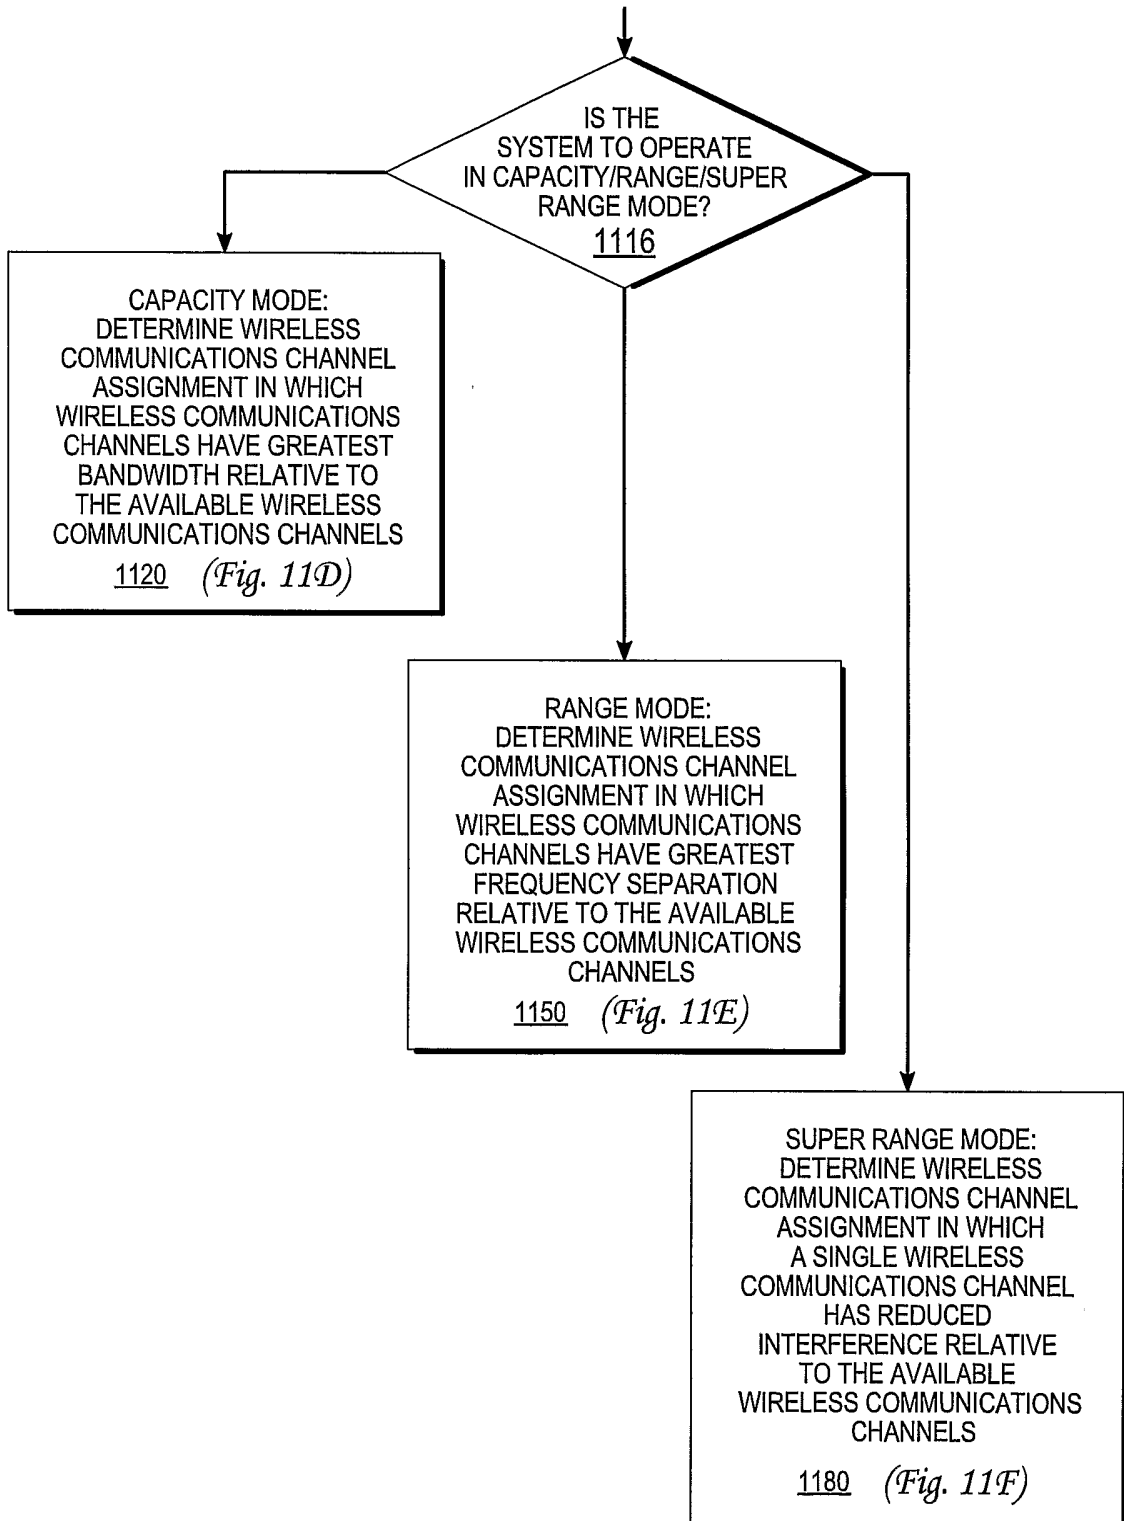 IS THE
SYSTEM TO OPERATE
IN CAPACITY/RANGE/SUPER
RANGE MODE?
1116
CAPACITY MODE:
DETERMINE WIRELESS
COMMUNICATIONS CHANNEL
ASSIGNMENT IN WHICH
WIRELESS COMMUNICATIONS
CHANNELS HAVE GREATEST
BANDWIDTH RELATIVE TO
THE AVAILABLE WIRELESS
COMMUNICATIONS CHANNELS
1120 (Fig. 11D)
RANGE MODE:
DETERMINE WIRELESS
COMMUNICATIONS CHANNEL
ASSIGNMENT IN WHICH
WIRELESS COMMUNICATIONS
CHANNELS HAVE GREATEST
FREQUENCY SEPARATION
RELATIVE TO THE AVAILABLE
WIRELESS COMMUNICATIONS
CHANNELS
1150 (Fig. 11E)
SUPER RANGE MODE:
DETERMINE WIRELESS
COMMUNICATIONS CHANNEL
ASSIGNMENT IN WHICH
A SINGLE WIRELESS
COMMUNICATIONS CHANNEL
HAS REDUCED
INTERFERENCE RELATIVE
TO THE AVAILABLE
WIRELESS COMMUNICATIONS
CHANNELS
1180 (Fig. 11F)